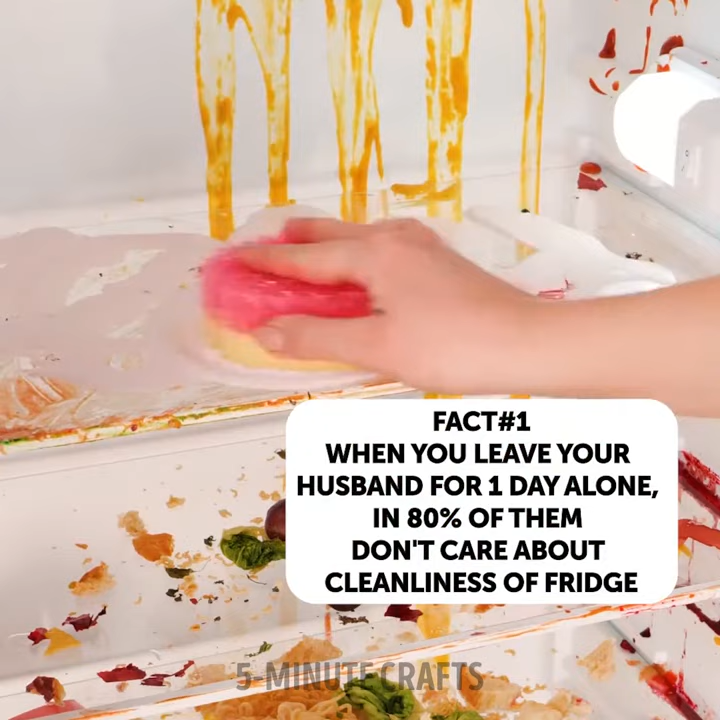 FACT#1
WHEN YOU LEAVE YOUR
HUSBAND FOR 1 DAY ALONE,
IN 80% OF THEM
DON'T CARE ABOUT
CLEANLINESS OF FRIDGE
5-MINUTE CRAFTS